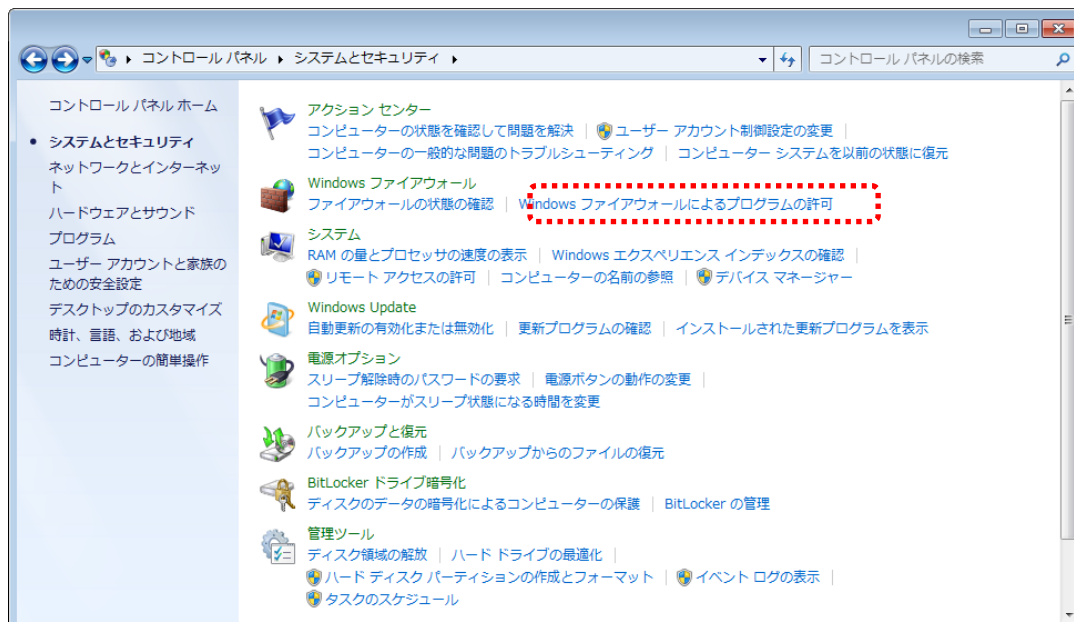 コントロール パネル システムとセキュリティ コントロール パネルの検索
コントロール パネル ホーム
システムとセキュリティ
ネットワークとインターネッ
ト
ハードウェアとサウンド
プログラム
ユーザー アカウントと家族の
ための安全設定
デスクトップのカスタマイズ
時計、言語、および地域
コンピューターの簡単操作
アクション センター
コンピューターの状態を確認して問題を解決 ユーザー アカウント制御設定の変更
コンピューターの一般的な問題のトラブルシューティング コンピューター システムを以前の状態に復元
Windows ファイアウォール
ファイアウォールの状態の確認 Windows ファイアウォールによるプログラムの許可
システム
RAM の量とプロセッサの速度の表示 Windows エクスペリエンス インデックスの確認
リモート アクセスの許可 コンピューターの名前の参照 デバイス マネージャー
Windows Update
自動更新の有効化または無効化 更新プログラムの確認 インストールされた更新プログラムを表示
電源オプション
スリープ解除時のパスワードの要求 電源ボタンの動作の変更
コンピューターがスリープ状態になる時間を変更
バックアップと復元
バックアップの作成 バックアップからのファイルの復元
BitLocker ドライブ暗号化
ディスクのデータの暗号化によるコンピューターの保護 BitLocker の管理
管理ツール
ディスク領域の解放 ハード ドライブの最適化
ハード ディスク パーティションの作成とフォーマット イベント ログの表示
タスクのスケジュール